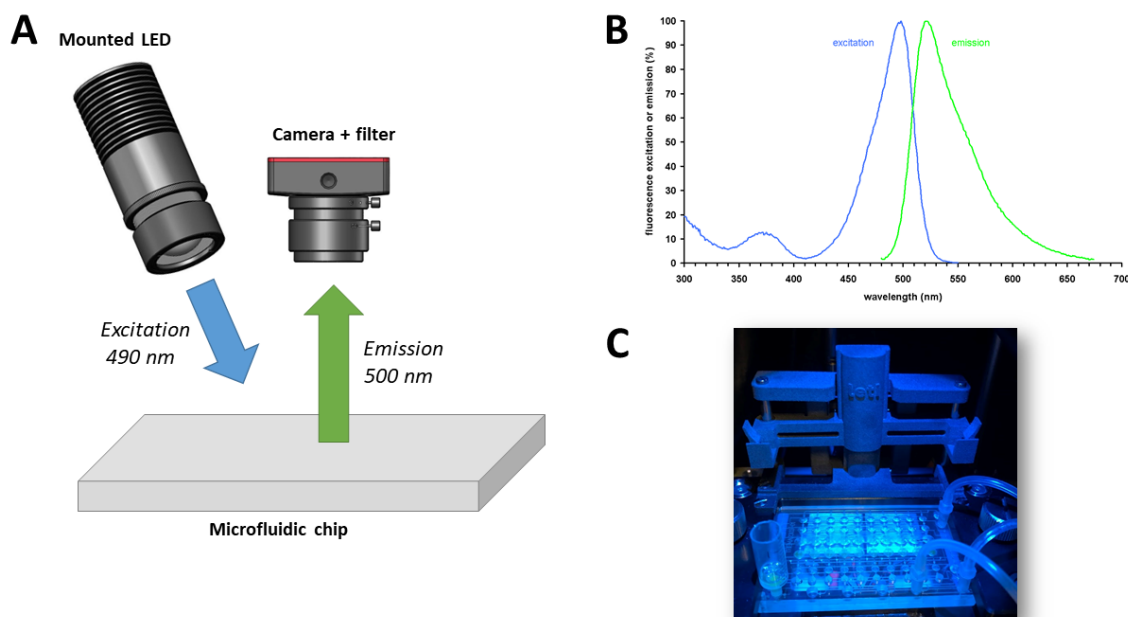 A
Mounted LED
Camera + filter
Excitation
490 nm
Emission
500 nm
Microfluidic chip
B
excitation
emission
fluorescence excitation or emission (%)
100
90
80
70
60
50
40
30
20
10
0
300
350
400
450
500
550
600
650
700
wavelength (nm)
C
leti